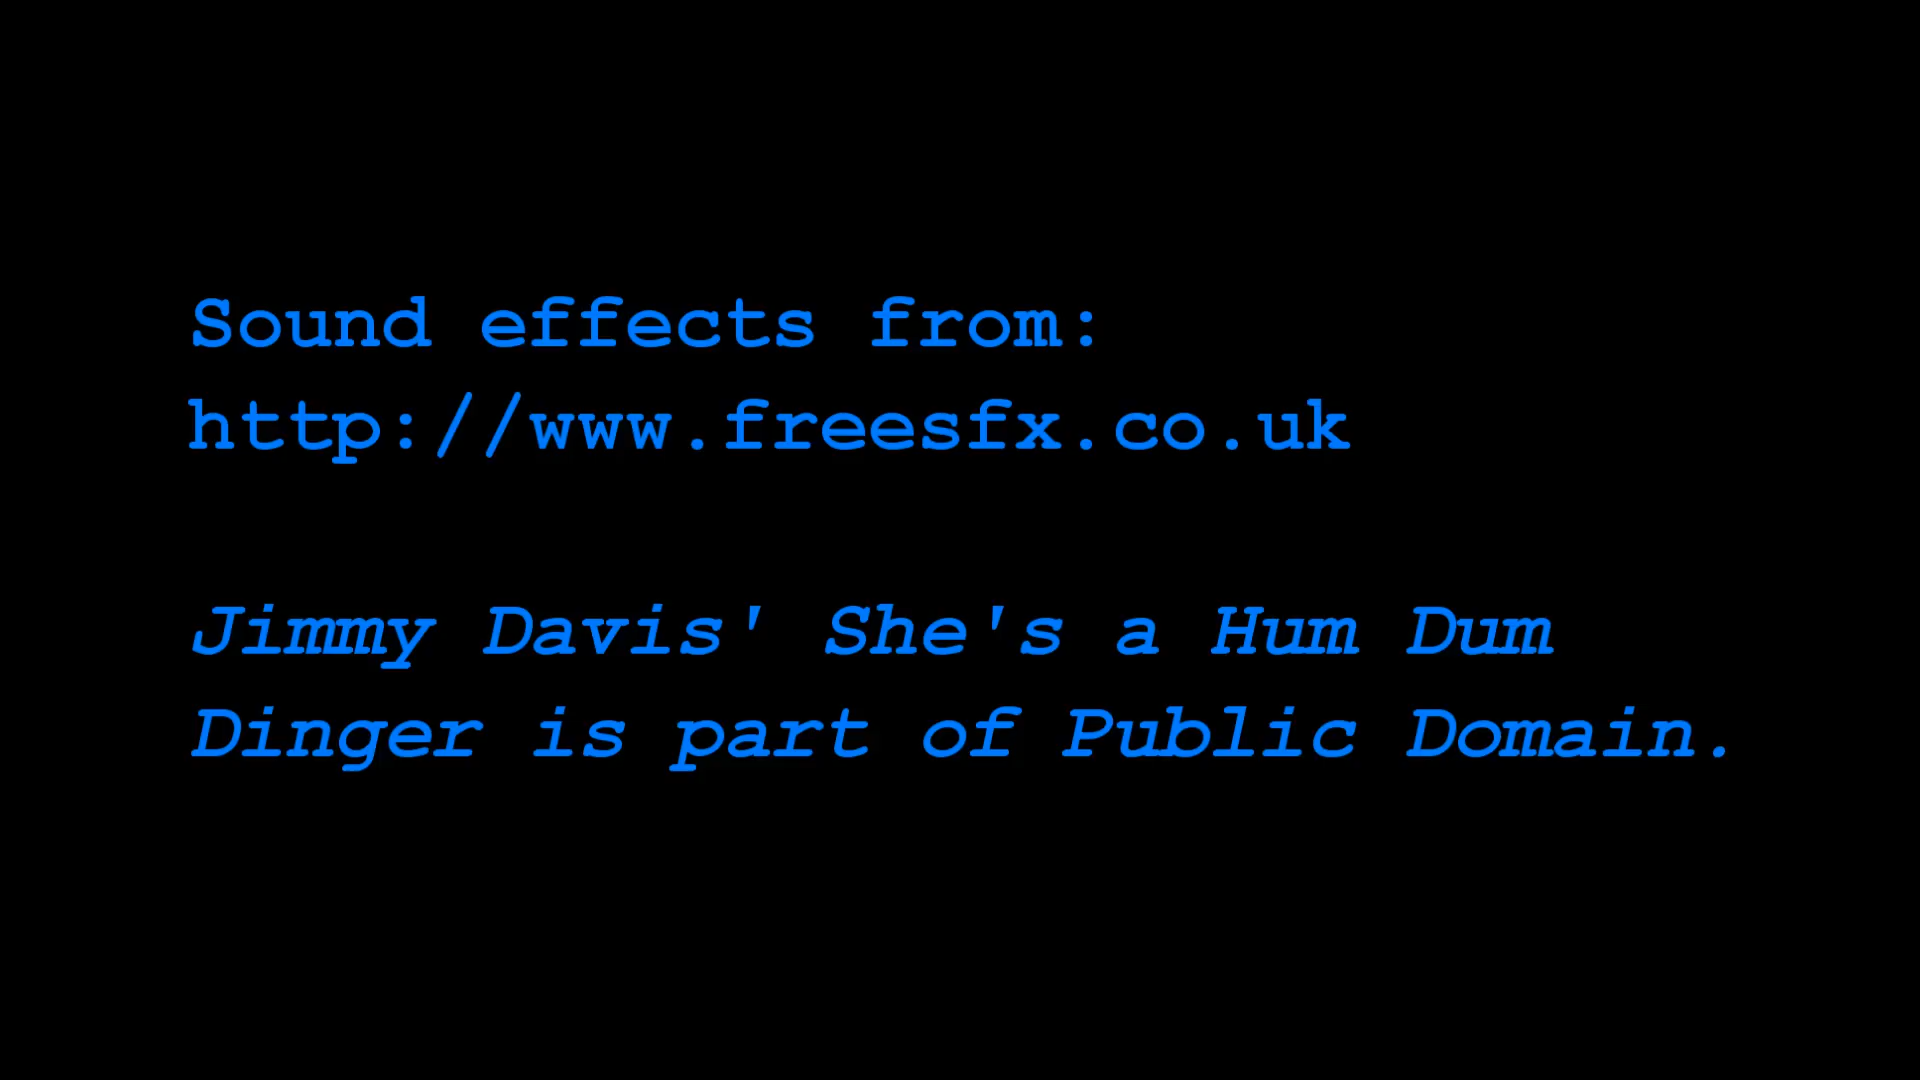 Sound effects from:
http://www.freesfx.co.uk
Jimmy Davis' She's a Hum Dum
Dinger is part of Public Domain.